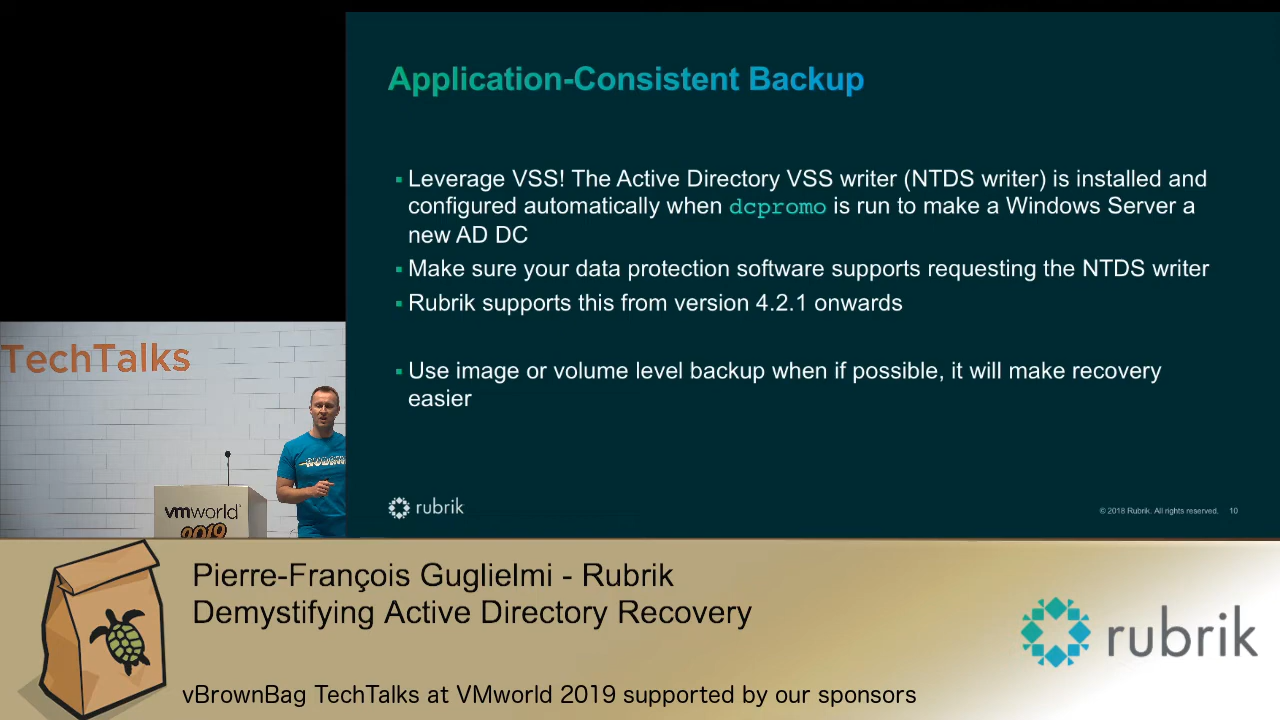 Application-Consistent Backup
▪ Leverage VSS! The Active Directory VSS writer (NTDS writer) is installed and
configured automatically when dcpromo is run to make a Windows Server a
new AD DC
▪ Make sure your data protection software supports requesting the NTDS writer
▪ Rubrik supports this from version 4.2.1 onwards
▪ Use image or volume level backup when if possible, it will make recovery
easier
rubrik
© 2018 Rubrik. All rights reserved. 10
TechTalks
vmworld
2019
Pierre-François Guglielmi - Rubrik
Demystifying Active Directory Recovery
rubrik
vBrownBag TechTalks at VMworld 2019 supported by our sponsors